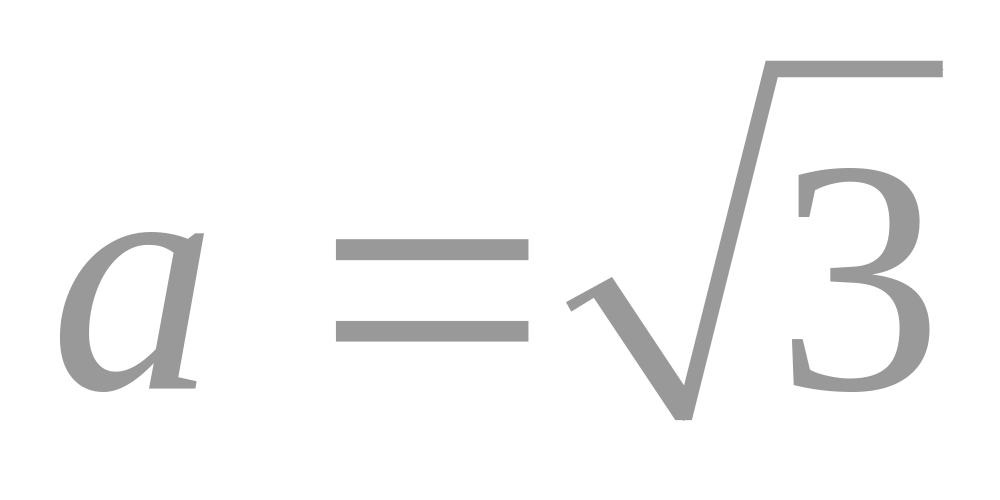 a = √3